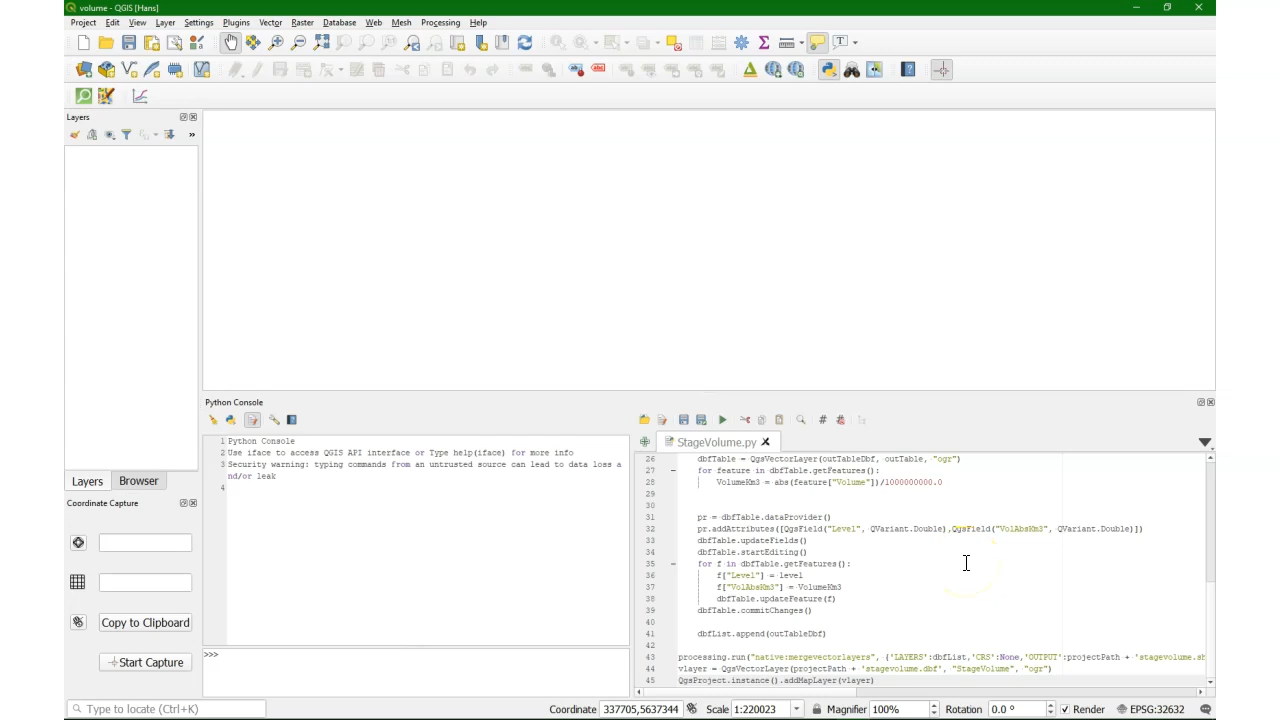 volume - QGIS [Hans]
Project Edit View Layer Settings Plugins Vector Raster Database Web Mesh Processing Help
Layers
Layers Browser
Coordinate Capture
Copy to Clipboard
Start Capture
Python Console
1 Python Console
2 Use iface to access QGIS API interface or Type help(iface) for more info
3 Security warning: typing commands from an untrusted source can lead to data loss a
nd/or leak
4
>>>
StageVolume.py
26 dbfTable = QgsVectorLayer(outTableDbf, outTable, "ogr")
27 for feature in dbfTable.getFeatures():
28 VolumeKm3 = abs(feature["Volume"])/1000000000.0
29
30
31 pr = dbfTable.dataProvider()
32 pr.addAttributes([QgsField("Level", QVariant.Double),QgsField("VolAbsKm3", QVariant.Double)])
33 dbfTable.updateFields()
34 dbfTable.startEditing()
35 for f in dbfTable.getFeatures():
36 f["Level"] = level
37 f["VolAbsKm3"] = VolumeKm3
38 dbfTable.updateFeature(f)
39 dbfTable.commitChanges()
40
41 dbfList.append(outTableDbf)
42
43 processing.run("native:mergevectorlayers", {'LAYERS':dbfList,'CRS':None,'OUTPUT':projectPath + 'stagevolume.sh
44 vlayer = QgsVectorLayer(projectPath + 'stagevolume.dbf', "StageVolume", "ogr")
45 QgsProject.instance().addMapLayer(vlayer)
Type to locate (Ctrl+K) Coordinate 337705,5637344 Scale 1:220023 Magnifier 100% Rotation 0.0 ° Render EPSG:32632